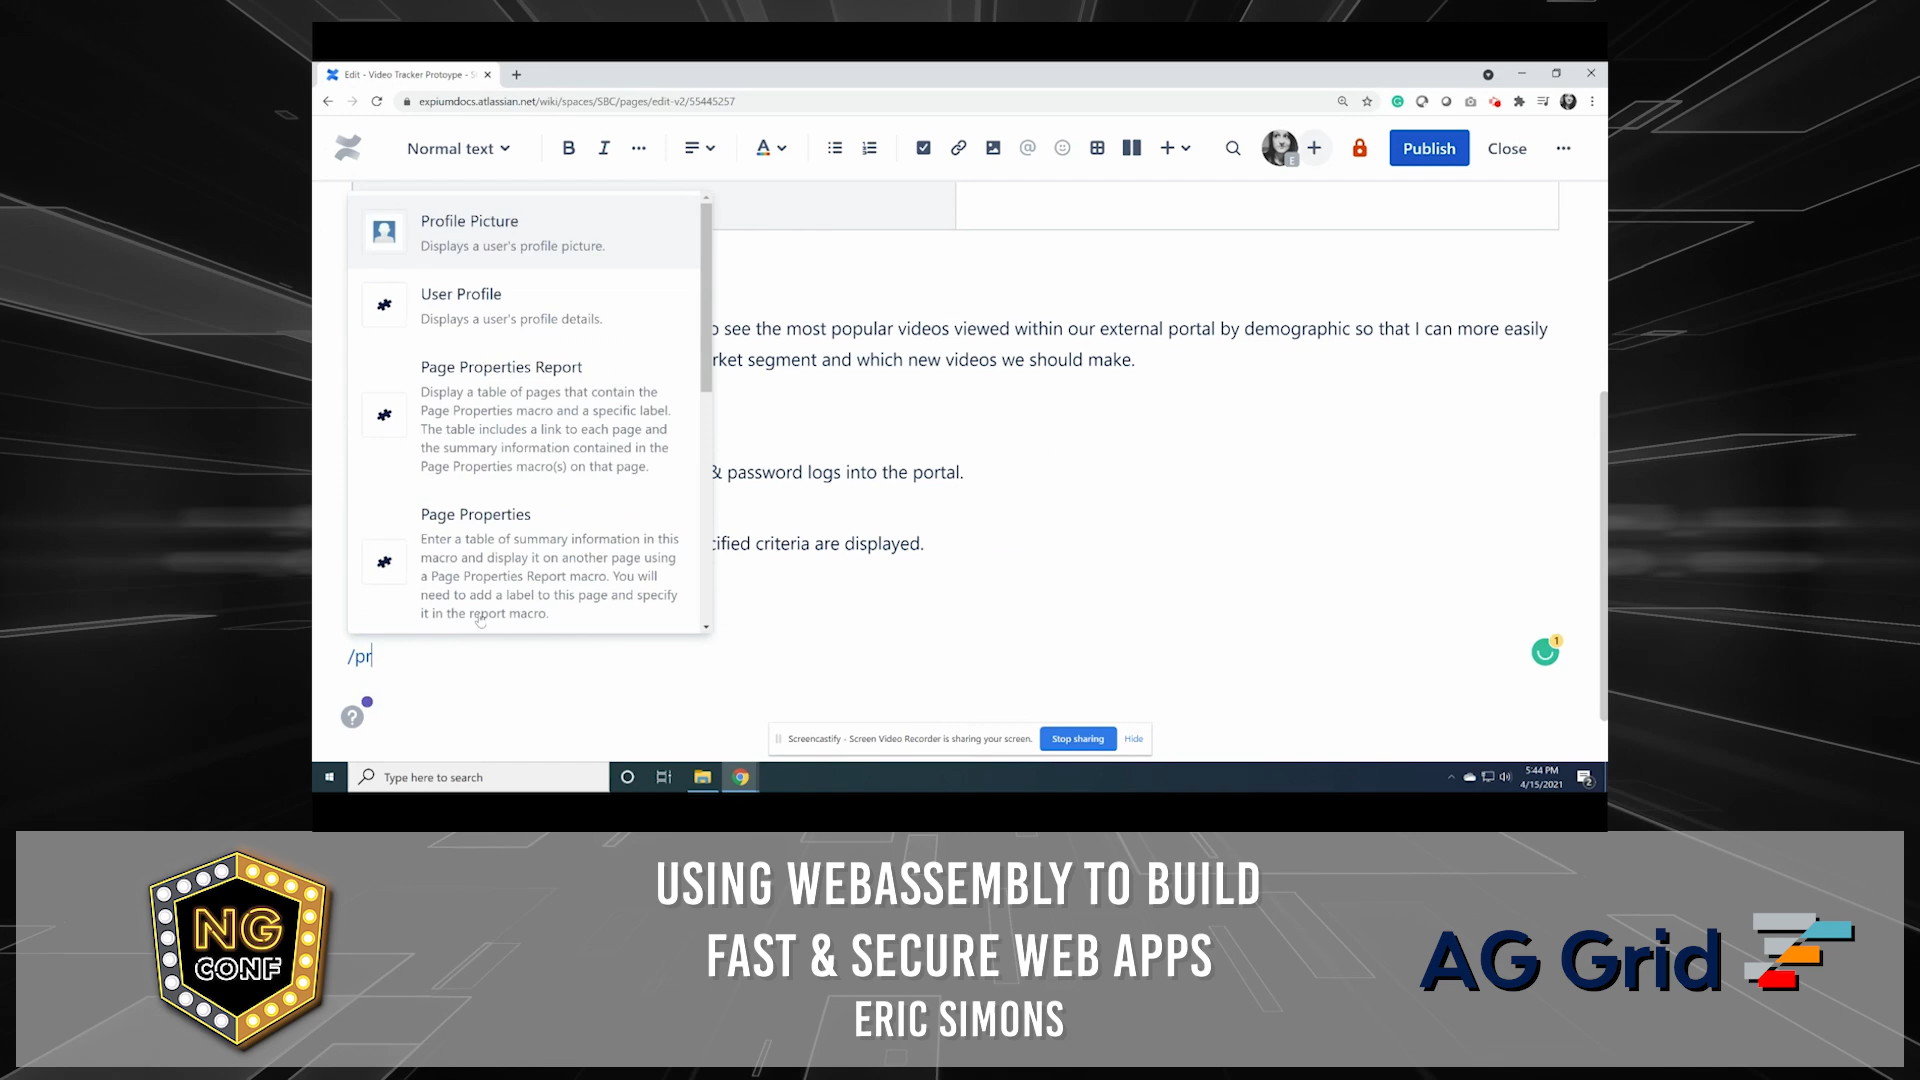 Edit - Video Tracker Protoype - S
expiumdocs.atlassian.net/wiki/spaces/SBC/pages/edit-v2/55445257
Normal text
B
I
A
E
Publish
Close
Profile Picture
Displays a user's profile picture.
User Profile
Displays a user's profile details.
Page Properties Report
Display a table of pages that contain the
Page Properties macro and a specific label.
The table includes a link to each page and
the summary information contained in the
Page Properties macro(s) on that page.
Page Properties
Enter a table of summary information in this
macro and display it on another page using
a Page Properties Report macro. You will
need to add a label to this page and specify
it in the report macro.
see the most popular videos viewed within our external portal by demographic so that I can more easily
segment and which new videos we should make.
& password logs into the portal.
criteria are displayed.
/pr
1
?
Screencastify - Screen Video Recorder is sharing your screen.
Stop sharing
Hide
Type here to search
5:44 PM
4/15/2021
2
NG
CONF
USING WEBASSEMBLY TO BUILD
FAST & SECURE WEB APPS
ERIC SIMONS
AG Grid